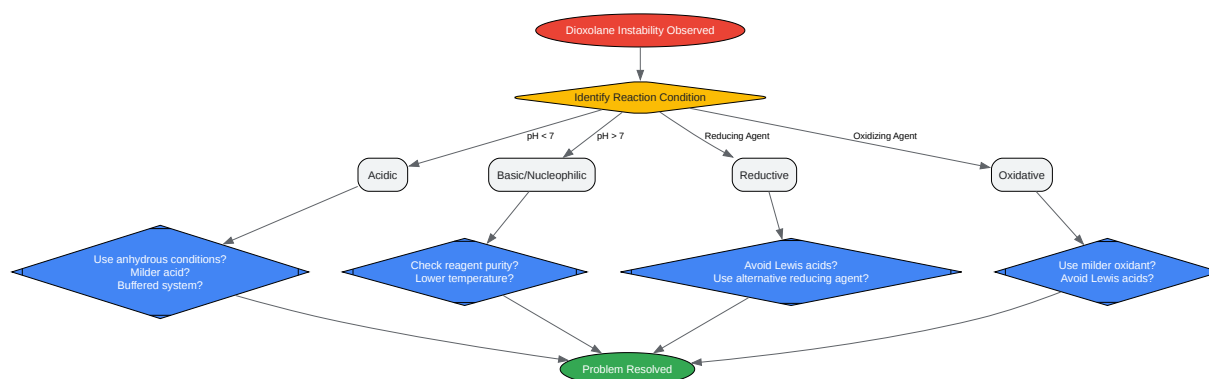 Dioxolane Instability Observed
Identify Reaction Condition
pH < 7
pH > 7
Reducing Agent
Oxidizing Agent
Acidic
Basic/Nucleophilic
Reductive
Oxidative
Use anhydrous conditions?
Milder acid?
Buffered system?
Check reagent purity?
Lower temperature?
Avoid Lewis acids?
Use alternative reducing agent?
Use milder oxidant?
Avoid Lewis acids?
Problem Resolved